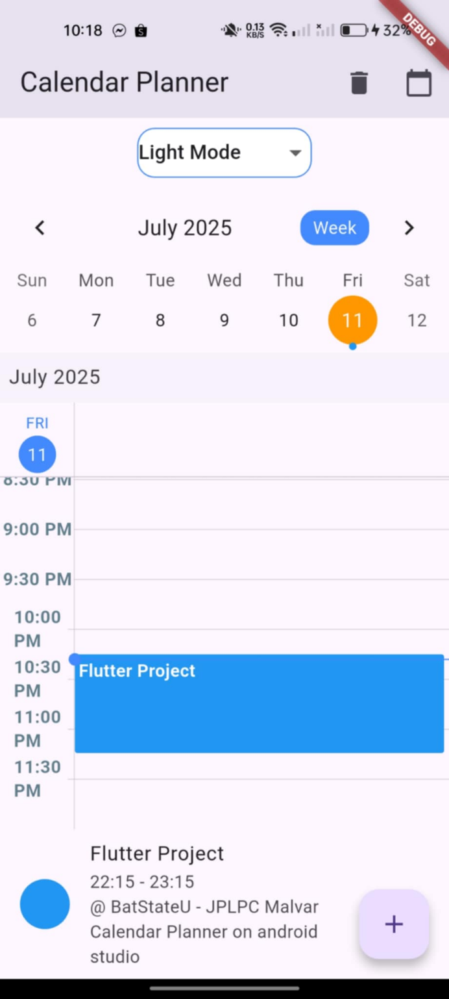 10:18
0.13
KB/S
32%
DEBUG
Calendar Planner
Light Mode
July 2025
Week
Sun Mon Tue Wed Thu Fri Sat
6 7 8 9 10 11 12
July 2025
FRI
11
8:30 PM
9:00 PM
9:30 PM
10:00
PM
10:30
PM
Flutter Project
11:00
PM
11:30
PM
Flutter Project
22:15 - 23:15
@ BatStateU - JPLPC Malvar
Calendar Planner on android
studio